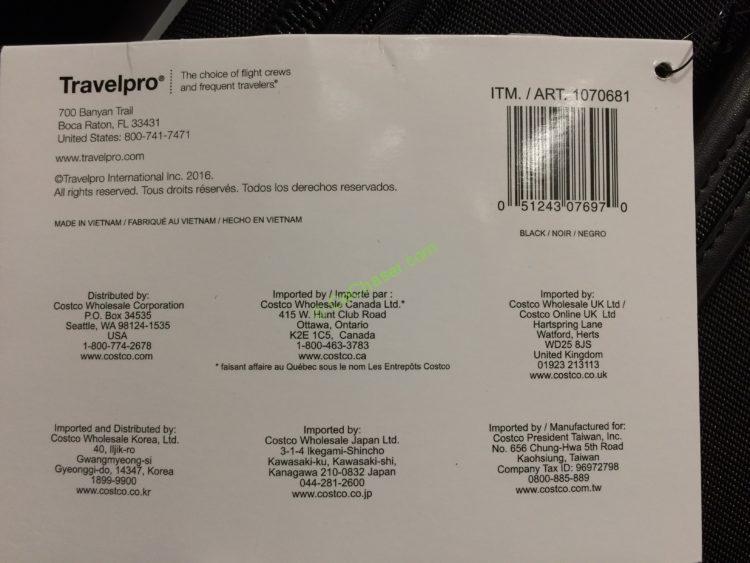 Travelpro®
The choice of flight crews
and frequent travelers®
700 Banyan Trail
Boca Raton, FL 33431
United States: 800-741-7471
www.travelpro.com
©Travelpro International Inc. 2016.
All rights reserved. Tous droits réservés. Todos los derechos reservados.
MADE IN VIETNAM / FABRIQUÉ AU VIETNAM / HECHO EN VIETNAM
ITM. / ART. 1070681
0 51243 07697 0
BLACK / NOIR / NEGRO
Distributed by:
Costco Wholesale Corporation
P.O. Box 34535
Seattle, WA 98124-1535
USA
1-800-774-2678
www.costco.com
Imported by / Importé par :
Costco Wholesale Canada Ltd.*
415 W. Hunt Club Road
Ottawa, Ontario
K2E 1C5, Canada
1-800-463-3783
www.costco.ca
* faisant affaire au Québec sous le nom Les Entrepôts Costco
Imported by:
Costco Wholesale UK Ltd /
Costco Online UK Ltd
Hartspring Lane
Watford, Herts
WD25 8JS
United Kingdom
01923 213113
www.costco.co.uk
Imported and Distributed by:
Costco Wholesale Korea, Ltd.
40, Iljik-ro
Gwangmyeong-si
Gyeonggi-do, 14347, Korea
1899-9900
www.costco.co.kr
Imported by:
Costco Wholesale Japan Ltd.
3-1-4 Ikegami-Shincho
Kawasaki-ku, Kawasaki-shi,
Kanagawa 210-0832 Japan
044-281-2600
www.costco.co.jp
Imported by / Manufactured for:
Costco President Taiwan, Inc.
No. 656 Chung-Hwa 5th Road
Kaohsiung, Taiwan
Company Tax ID: 96972798
0800-885-889
www.costco.com.tw